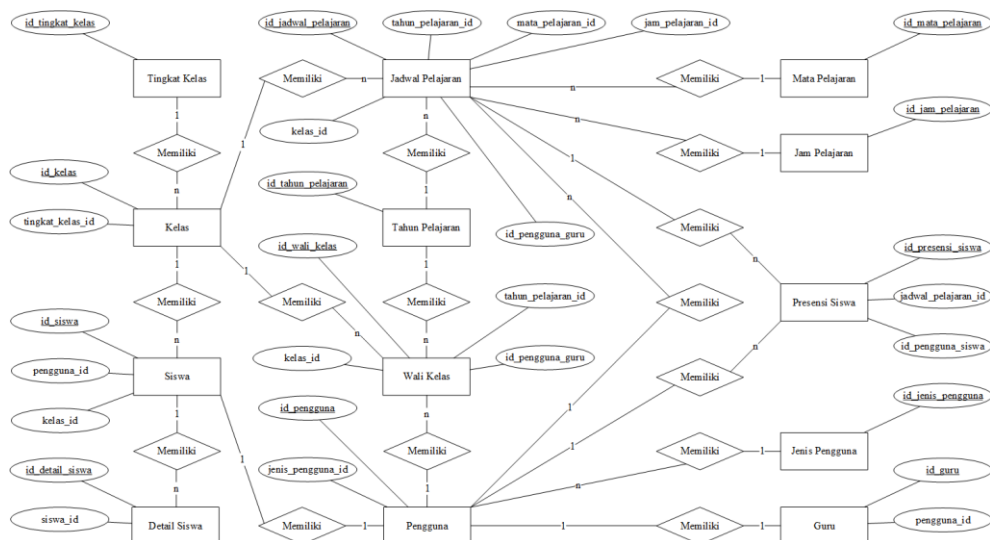 id_tingkat_kelas
id_jadwal_pelajaran
tahun_pelajaran_id
mata_pelajaran_id
jam_pelajaran_id
id_mata_pelajaran
Tingkat Kelas
Memiliki
n
Jadwal Pelajaran
n
Memiliki
1
Mata Pelajaran
1
kelas_id
n
n
id_jam_pelajaran
1
Memiliki
Memiliki
Memiliki
1
Jam Pelajaran
1
id_kelas
n
id_tahun_pelajaran
1
n
tingkat_kelas_id
Kelas
Tahun Pelajaran
id_pengguna_guru
Memiliki
id_wali_kelas
n
id_presensi_siswa
1
1
1
Memiliki
Memiliki
Memiliki
Memiliki
tahun_pelajaran_id
Presensi Siswa
jadwal_pelajaran_id
id_siswa
n
n
n
kelas_id
id_pengguna_guru
n
id_pengguna_siswa
pengguna_id
Siswa
Wali Kelas
Memiliki
id_jenis_pengguna
kelas_id
1
id_pengguna
n
1
Memiliki
1
Memiliki
1
Memiliki
1
Jenis Pengguna
id_detail_siswa
jenis_pengguna_id
n
1
n
id_guru
siswa_id
Detail Siswa
Memiliki
1
Pengguna
1
Memiliki
1
Guru
pengguna_id